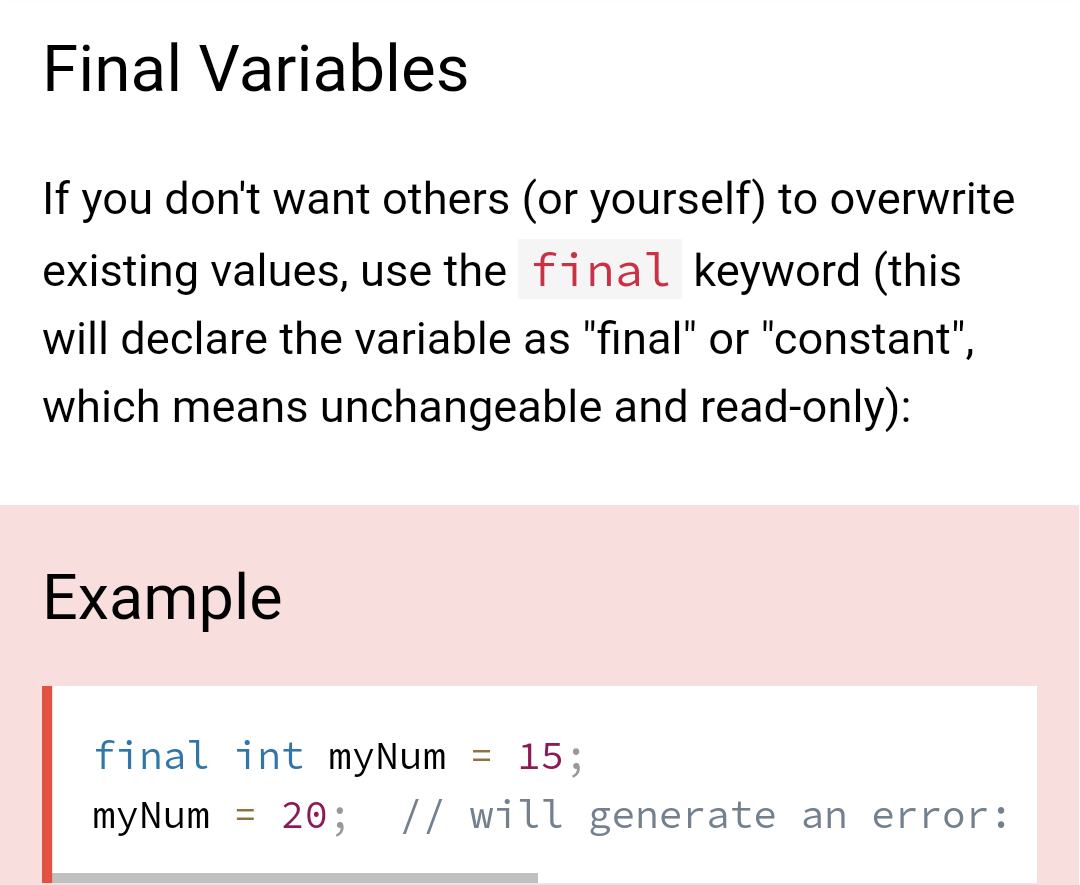 Final Variables
If you don't want others (or yourself) to overwrite
existing values, use the final keyword (this
will declare the variable as "final" or "constant",
which means unchangeable and read-only):
Example
final int myNum = 15;
myNum = 20;  // will generate an error: